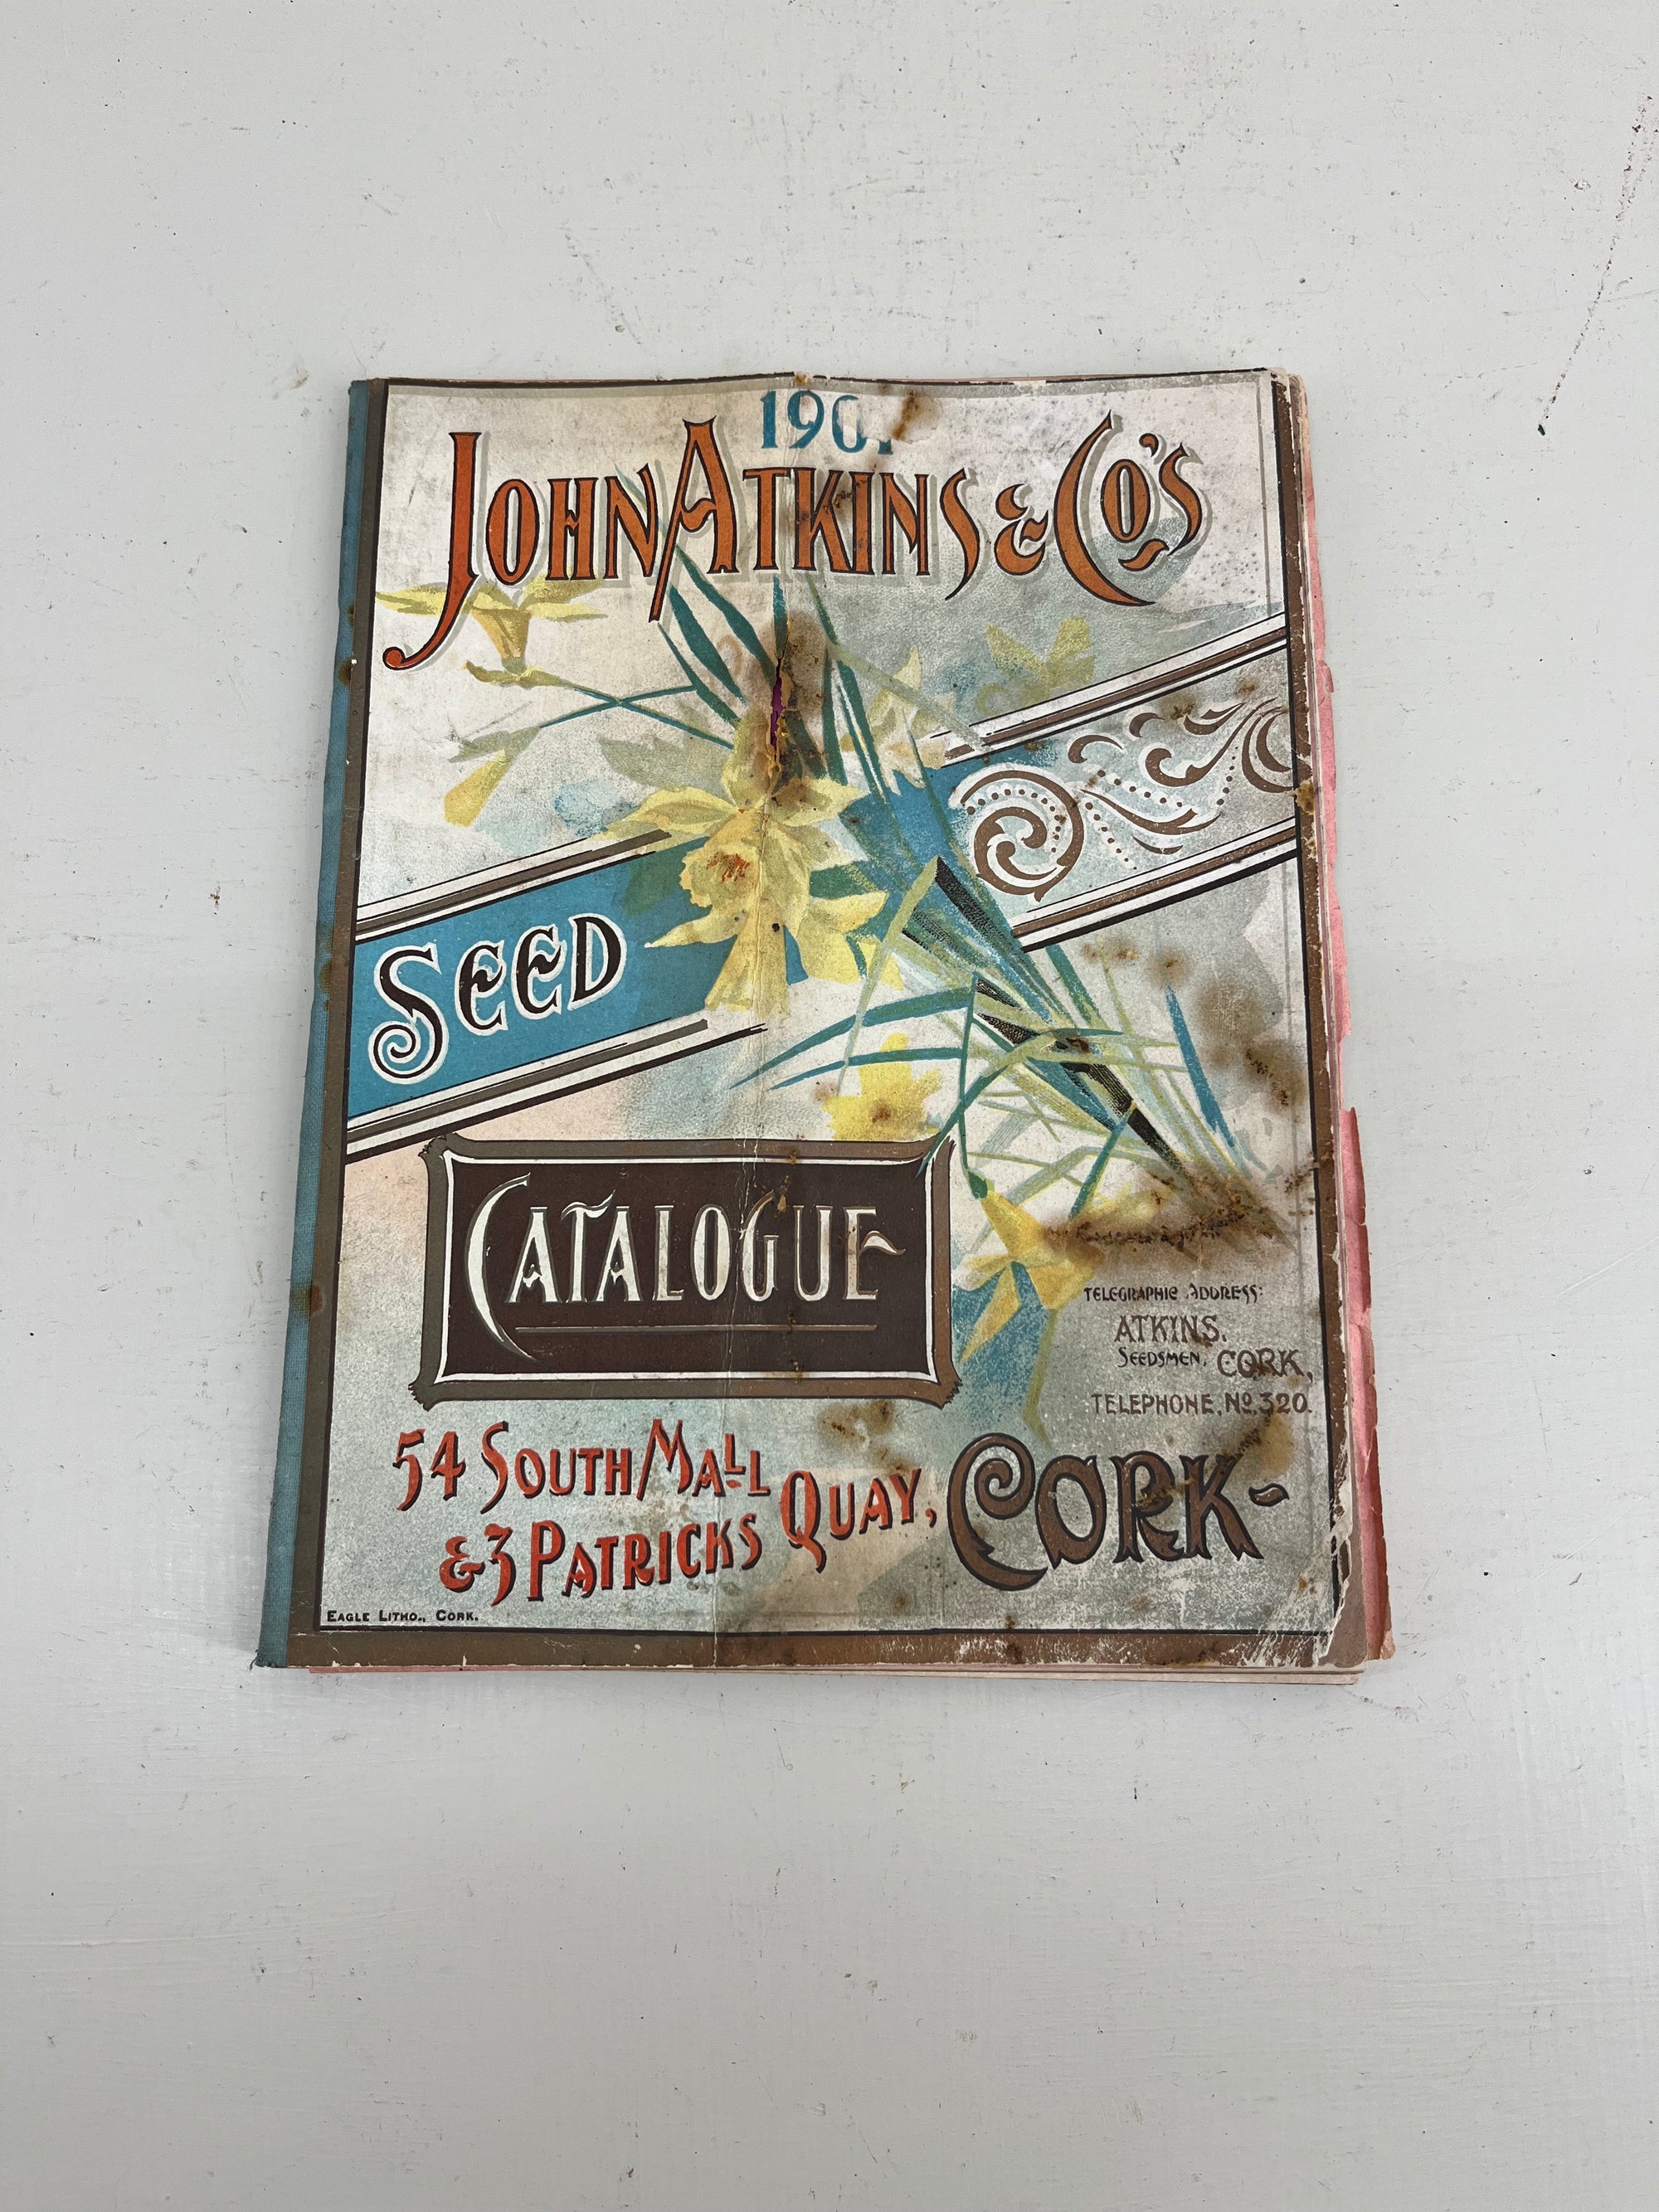 JOHN ATKINS & CO'S
SEED
CATALOGUE
TELEGRAPHIC ADDRESS:
ATKINS.
SEEDSMEN, CORK,
TELEPHONE, No. 320.
54 SOUTH MALL
& 3 PATRICKS QUAY, CORK-
EAGLE LITHO., CORK.